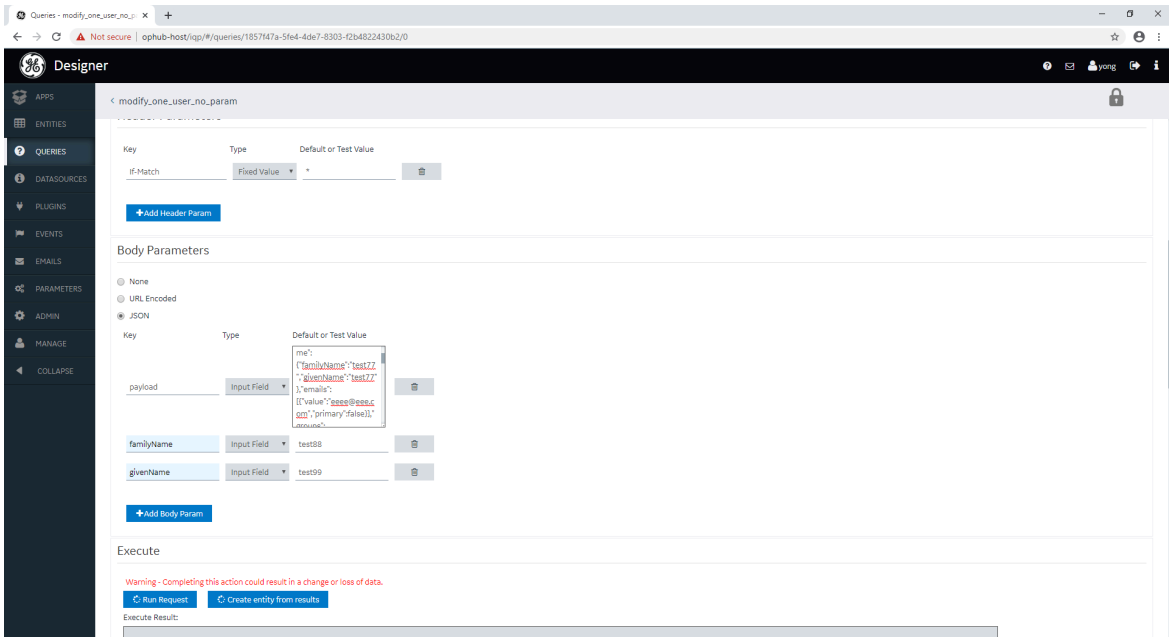 Queries - modify_one_user_no_p
Not secure | ophub-host/iqp/#/queries/1857f47a-5fe4-4de7-8303-f2b4822430b2/0
Designer
yong
APPS
ENTITIES
QUERIES
DATASOURCES
PLUGINS
EVENTS
EMAILS
PARAMETERS
ADMIN
MANAGE
COLLAPSE
< modify_one_user_no_param
Header Parameters
Key Type Default or Test Value
If-Match Fixed Value *
+Add Header Param
Body Parameters
None
URL Encoded
JSON
Key Type Default or Test Value
me":
{"familyName":"test77
","givenName":"test77"
},"emails":
[{"value":"eeee@eee.c
om","primary":false}],"
groups":
payload Input Field
familyName Input Field test88
givenName Input Field test99
+Add Body Param
Execute
Warning - Completing this action could result in a change or loss of data.
Run Request Create entity from results
Execute Result: